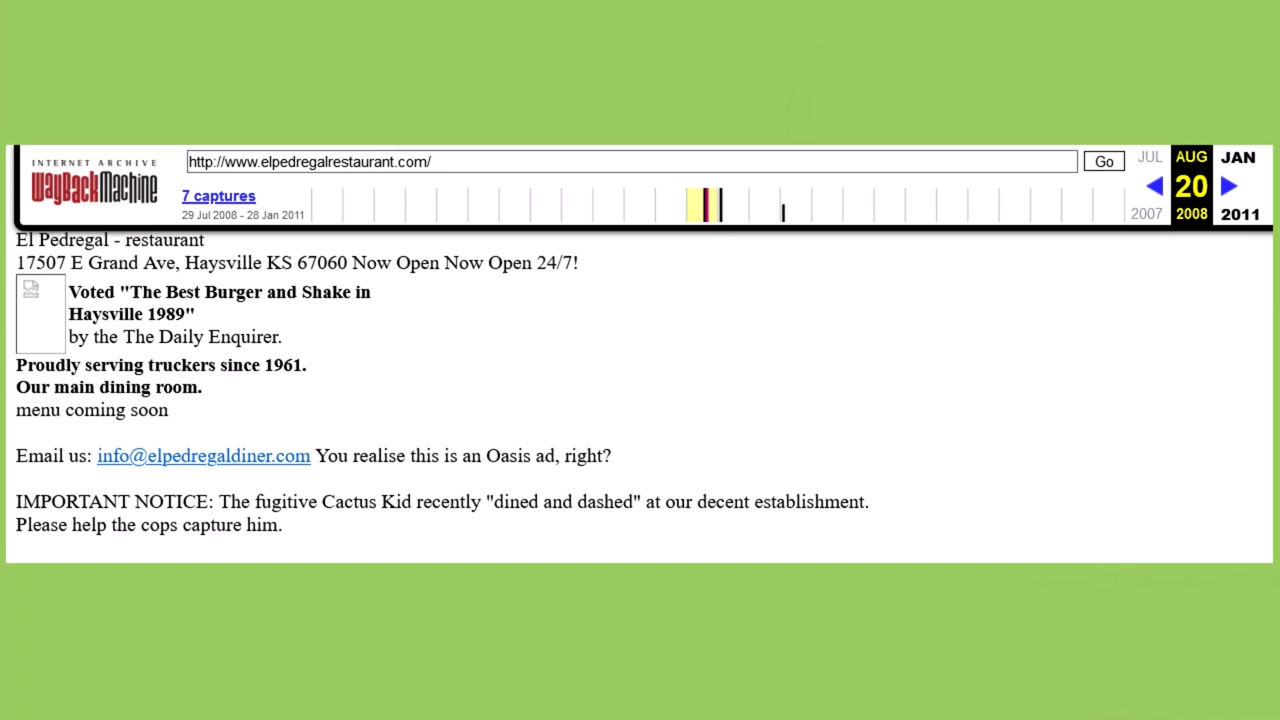 INTERNET ARCHIVE
WayBackMachine
http://www.elpedregalrestaurant.com/
Go
JUL AUG JAN
20
2007 2008 2011
7 captures
29 Jul 2008 - 28 Jan 2011
El Pedregal - restaurant
17507 E Grand Ave, Haysville KS 67060 Now Open Now Open 24/7!
Voted "The Best Burger and Shake in
Haysville 1989"
by the The Daily Enquirer.
Proudly serving truckers since 1961.
Our main dining room.
menu coming soon
Email us: info@elpedregaldiner.com You realise this is an Oasis ad, right?
IMPORTANT NOTICE: The fugitive Cactus Kid recently "dined and dashed" at our decent establishment.
Please help the cops capture him.